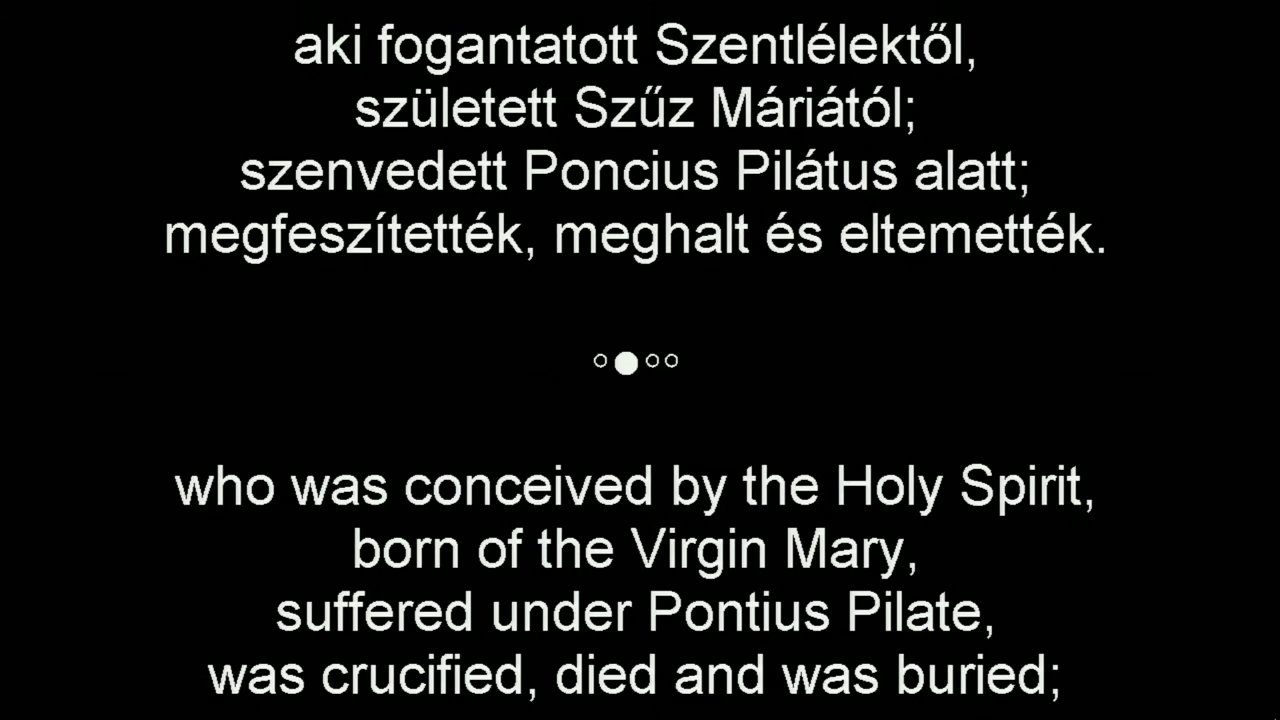 aki fogantatott Szentlélektől,
született Szűz Máriától;
szenvedett Poncius Pilátus alatt;
megfeszítették, meghalt és eltemették.
who was conceived by the Holy Spirit,
born of the Virgin Mary,
suffered under Pontius Pilate,
was crucified, died and was buried;